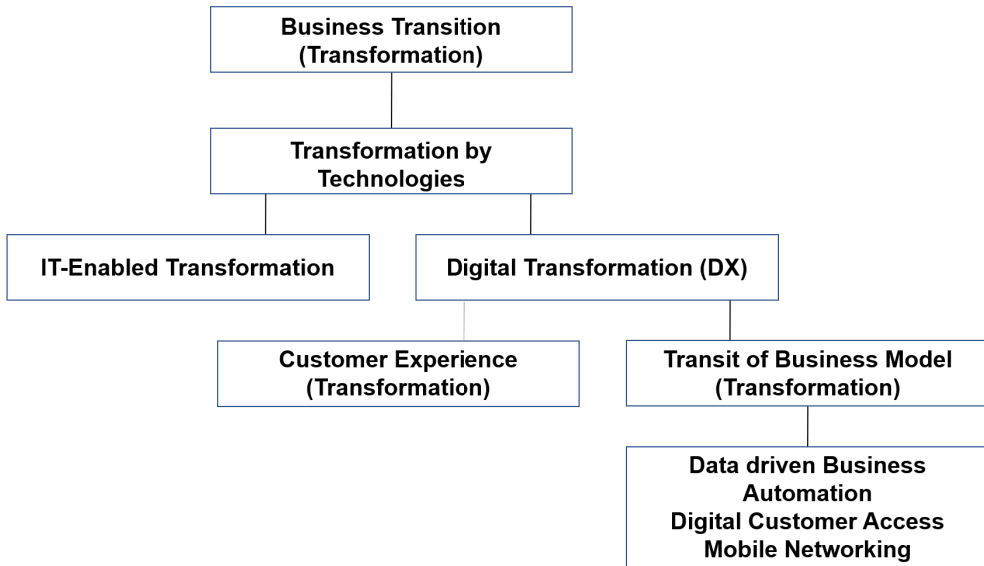 Business Transition
(Transformation)
Transformation by
Technologies
IT-Enabled Transformation
Digital Transformation (DX)
Customer Experience
(Transformation)
Transit of Business Model
(Transformation)
Data driven Business
Automation
Digital Customer Access
Mobile Networking